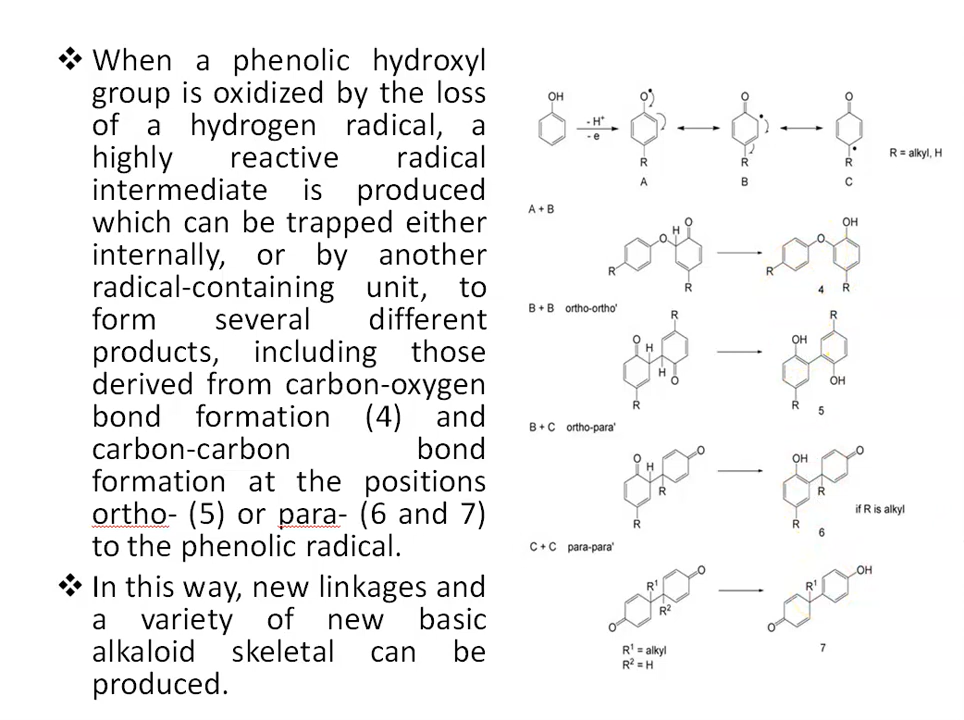 ❖ When a phenolic hydroxyl
group is oxidized by the loss
of a hydrogen radical, a
highly reactive radical
intermediate is produced
which can be trapped either
internally, or by another
radical-containing unit, to
form several different
products, including those
derived from carbon-oxygen
bond formation (4) and
carbon-carbon bond
formation at the positions
ortho- (5) or para- (6 and 7)
to the phenolic radical.
❖ In this way, new linkages and
a variety of new basic
alkaloid skeletal can be
produced.
OH
- H⁺
- e
O
R
A
O
R
B
O
R
C
R = alkyl, H
A + B
R
O
H
O
R
R
O
OH
R
4
B + B ortho-ortho'
R
O
H
H
O
R
R
OH
OH
R
5
B + C ortho-para'
O
H
O
R
R
OH
O
R
R
6
if R is alkyl
C + C para-para'
O
R¹
R²
O
R¹ = alkyl
R² = H
OH
R¹
O
7